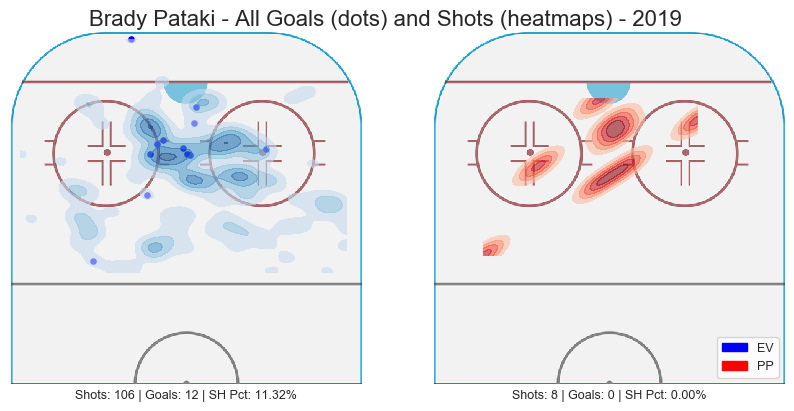 Brady Pataki - All Goals (dots) and Shots (heatmaps) - 2019
EV
PP
Shots: 106 | Goals: 12 | SH Pct: 11.32%
Shots: 8 | Goals: 0 | SH Pct: 0.00%